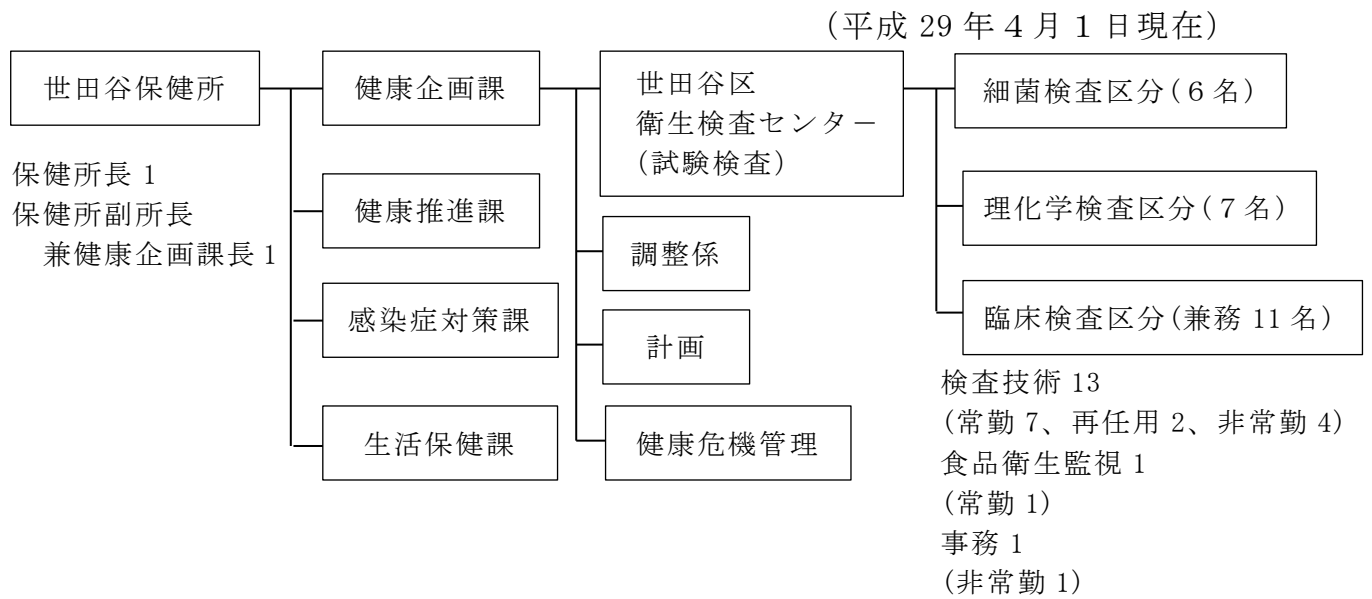 (平成 29 年４月１日現在)
世田谷保健所
保健所長 1
保健所副所長
兼健康企画課長 1
健康企画課
健康推進課
感染症対策課
生活保健課
世田谷区
衛生検査センター
(試験検査)
調整係
計画
健康危機管理
細菌検査区分(６名)
理化学検査区分(７名)
臨床検査区分(兼務 11 名)
検査技術 13
(常勤 7、再任用 2、非常勤 4)
食品衛生監視 1
(常勤 1)
事務 1
(非常勤 1)